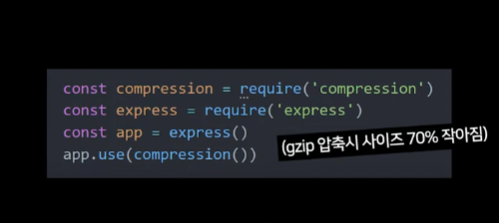 const compression = require('compression')
const express = require('express')
const app = express()
app.use(compression())
(gzip 압축시 사이즈 70% 작아짐)